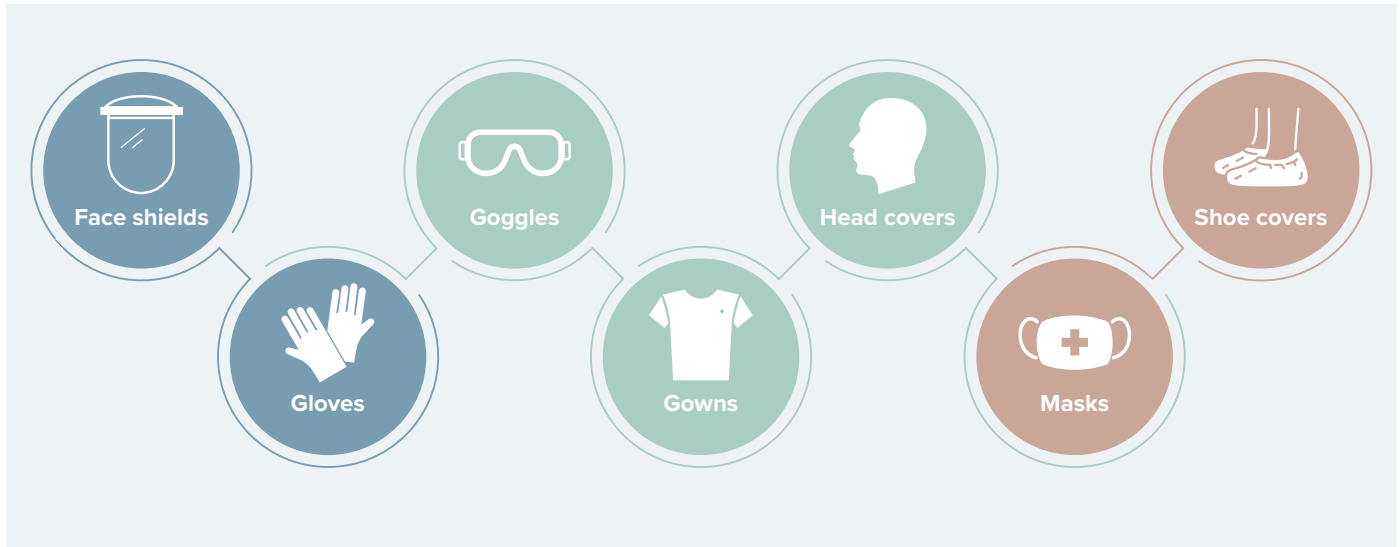 Face shields
Gloves
Goggles
Gowns
Head covers
Masks
Shoe covers